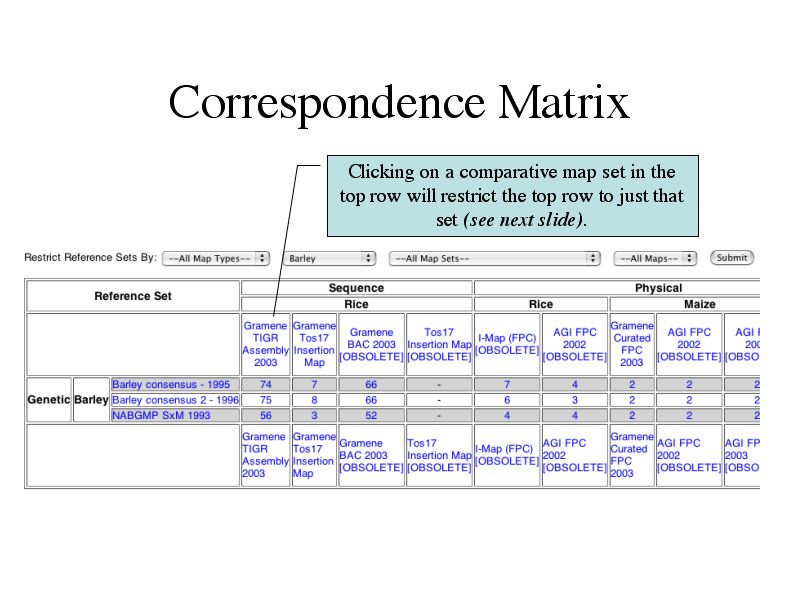 Correspondence Matrix
Clicking on a comparative map set in the
top row will restrict the top row to just that
set (see next slide).
Restrict Reference Sets By: --All Map Types-- Barley --All Map Sets-- --All Maps-- Submit
Reference Set Sequence Physical
Rice Rice Maize
Gramene Gramene Gramene Tos17 I-Map (FPC) AGI FPC Gramene AGI FPC AGI
TIGR Tos17 BAC 2003 Insertion Map [OBSOLETE] 2002 Curated 2002
Assembly Insertion [OBSOLETE] [OBSOLETE] [OBSOLETE] FPC [OBSOLETE]
2003 Map 2003
Genetic Barley Barley consensus - 1995 74 7 66 - 7 4 2 2 2
Barley consensus 2 - 1996 75 8 66 - 6 3 2 2 2
NABGMP SxM 1993 56 3 52 - 4 4 2 2 2
Gramene Gramene Gramene Tos17 I-Map (FPC) AGI FPC Gramene AGI FPC AGI FP
TIGR Tos17 BAC 2003 Insertion Map [OBSOLETE] 2002 Curated 2002 2003
Assembly Insertion [OBSOLETE] [OBSOLETE] [OBSOLETE] FPC [OBSOLETE] [OBSO
2003 Map 2003